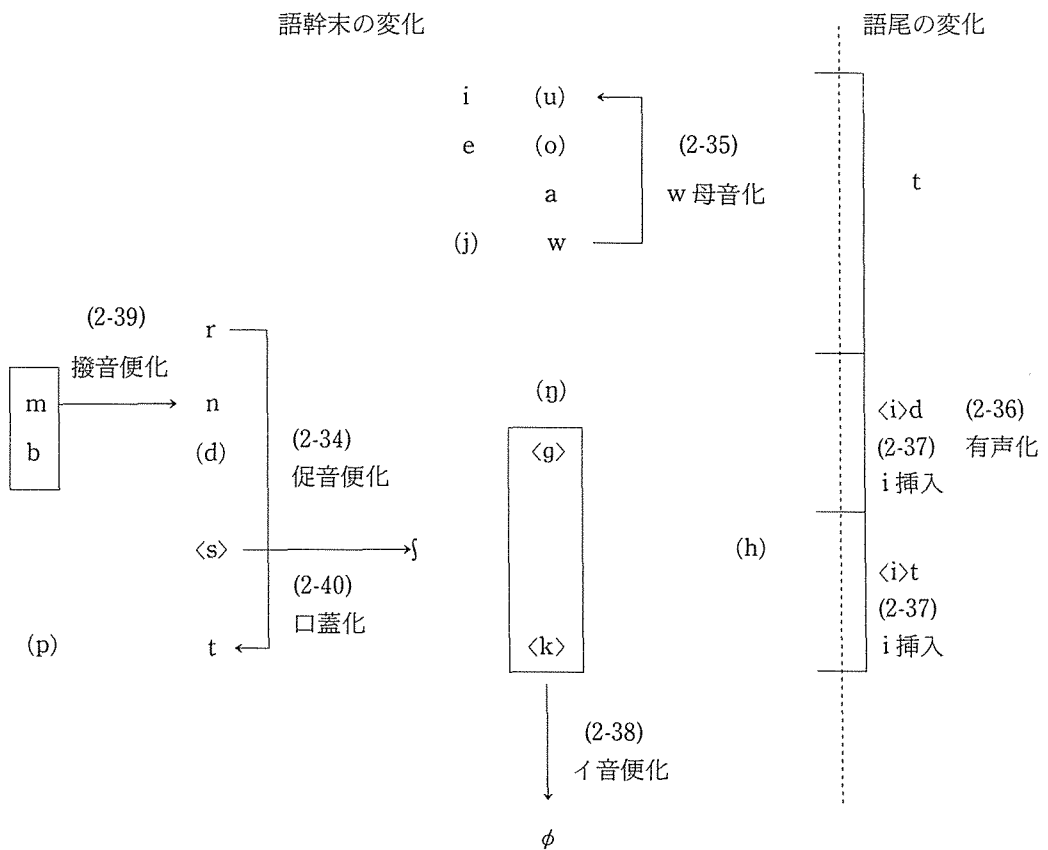 語幹末の変化 語尾の変化
i (u)
e (o) (2-35)
a w 母音化 t
(j) w
(2-39) r
撥音便化
m n (ŋ) <i>d (2-36)
b (d) (2-34) <g> (2-37) 有声化
促音便化 i 挿入
<s> ʃ (h)
(2-40) <i>t
口蓋化 (2-37)
(p) t <k> i 挿入
(2-38)
イ音便化
φ